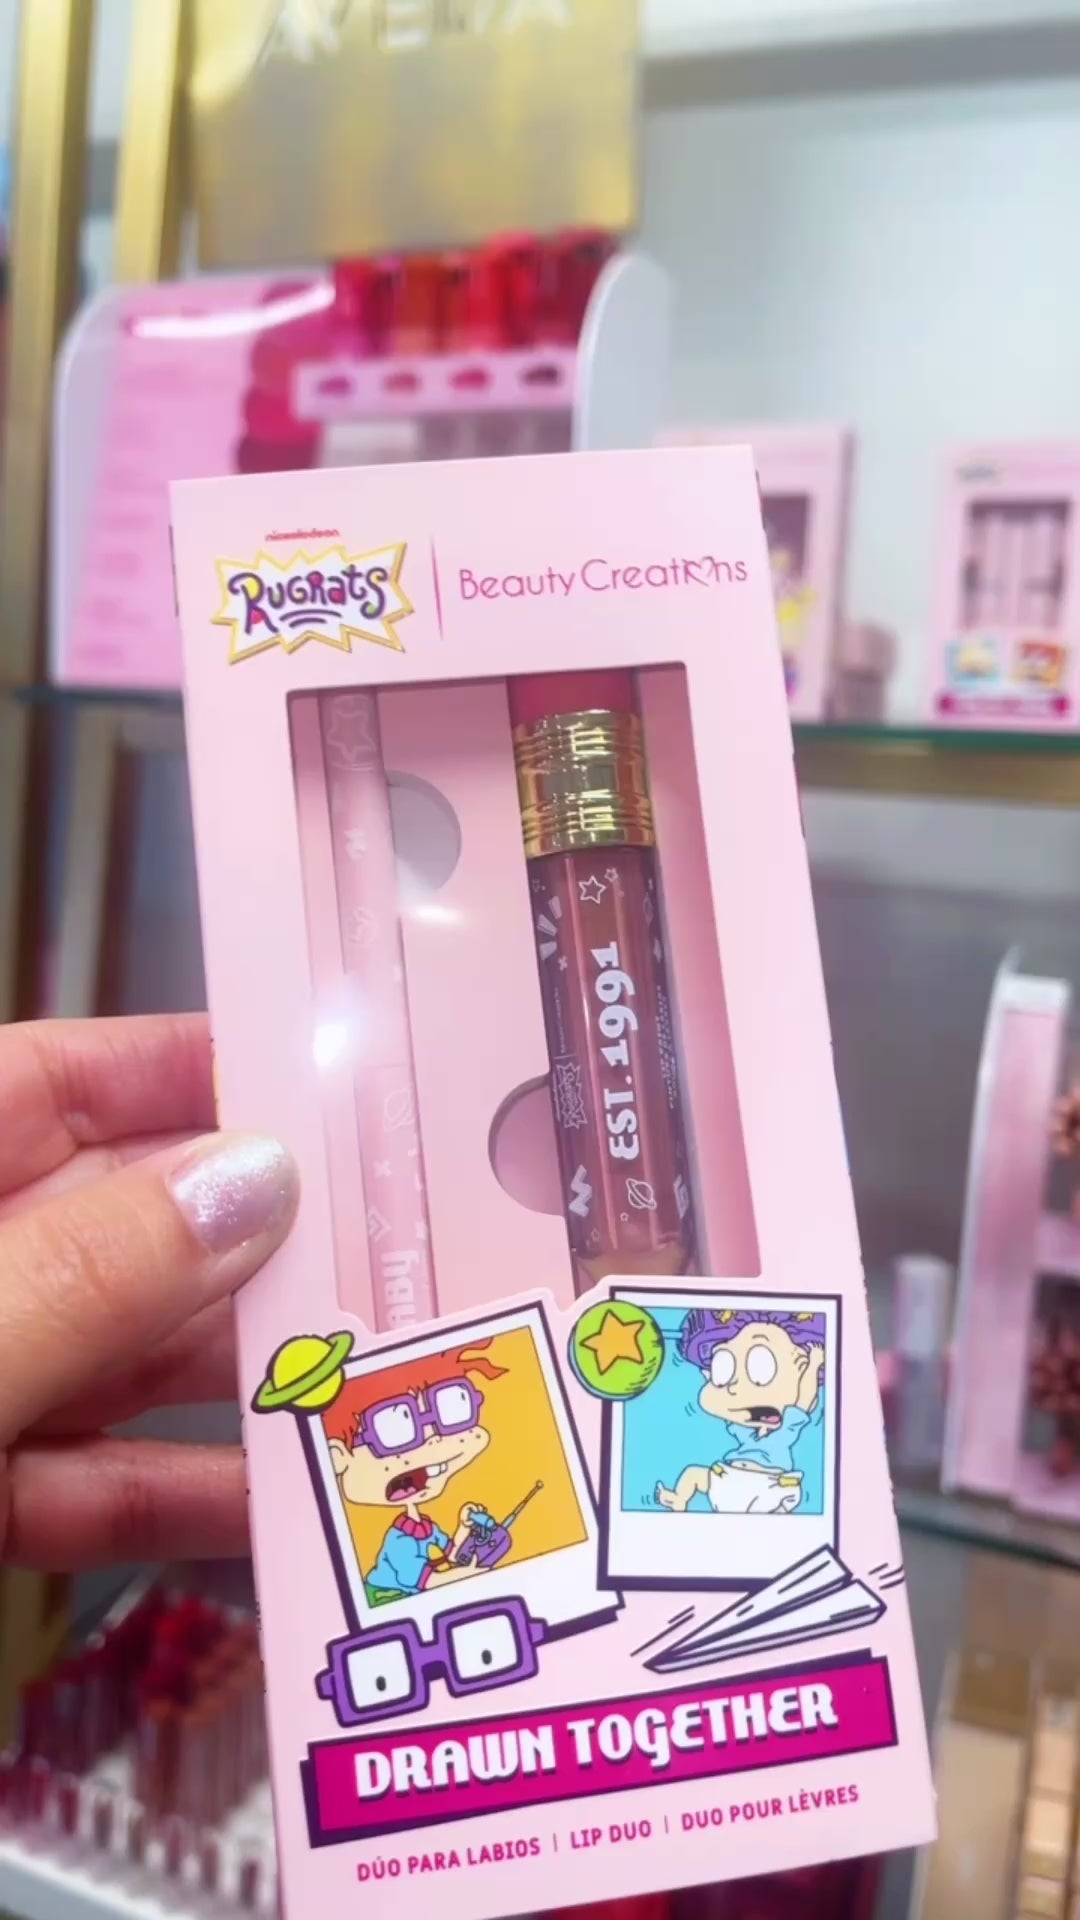 nickelodeon
RUGRATS
Beauty Creations
EST. 1991
DRAWN TOGETHER
DÚO PARA LABIOS | LIP DUO | DUO POUR LÈVRES